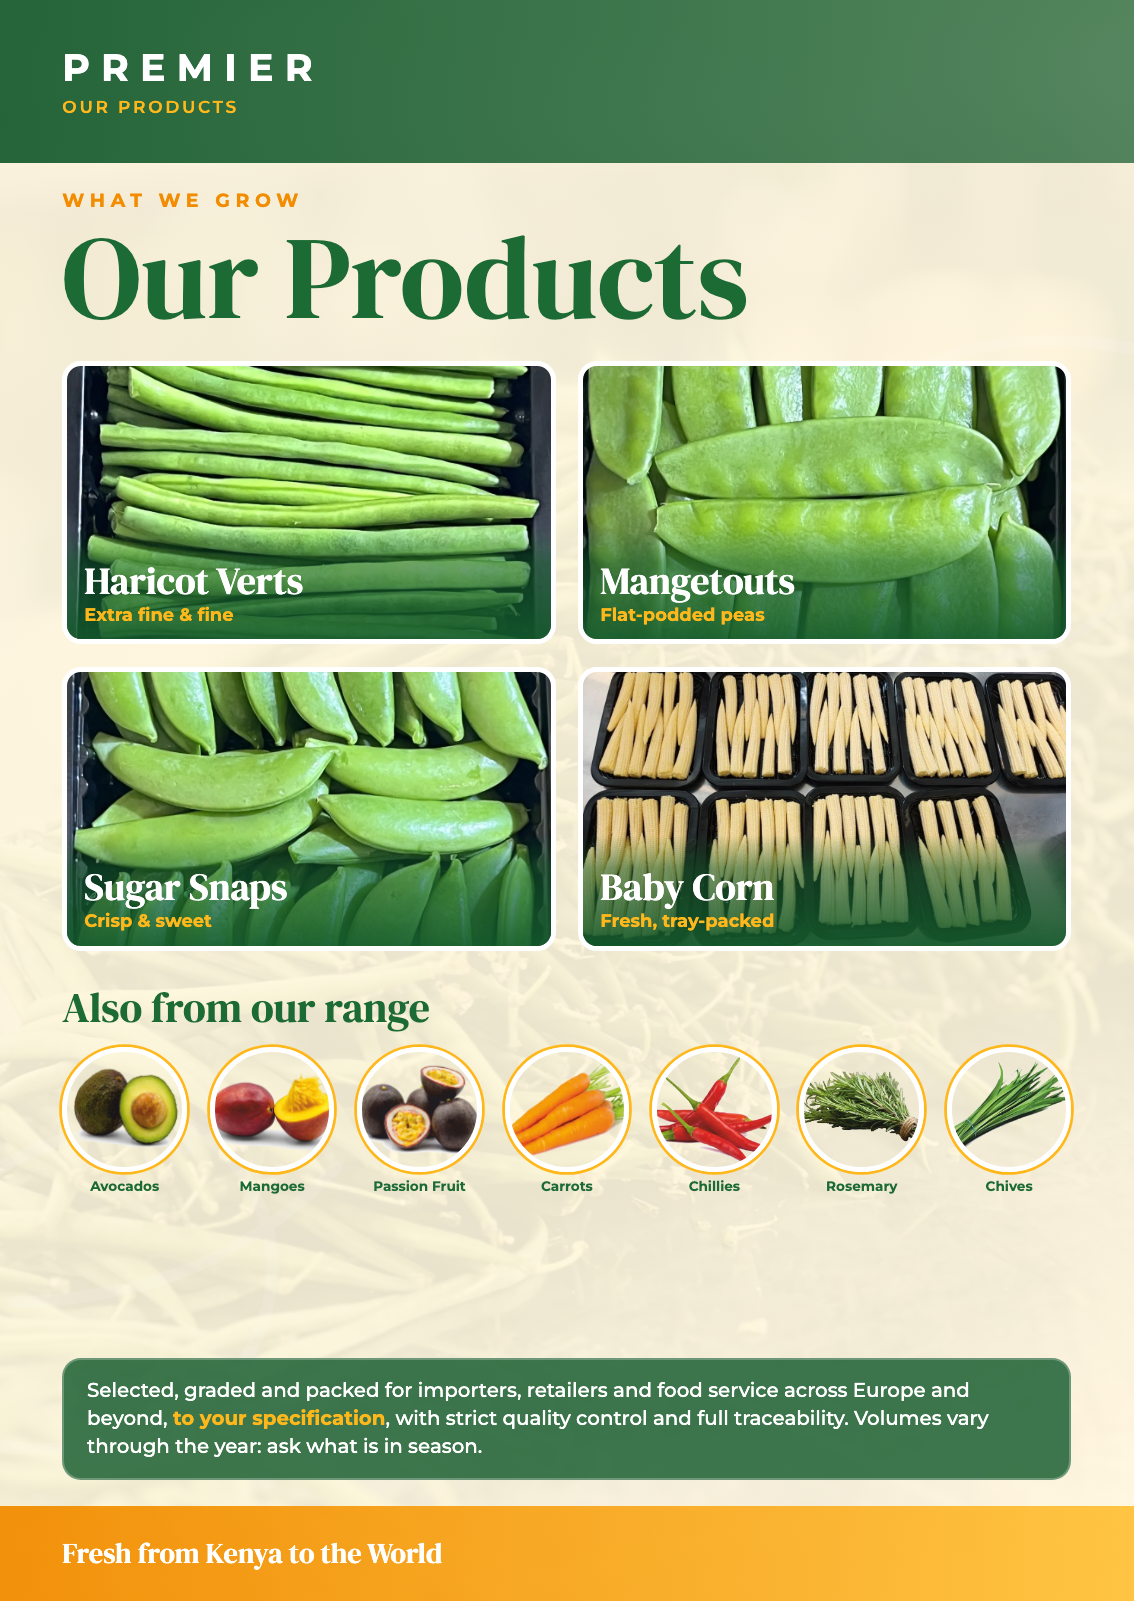 PREMIER
OUR PRODUCTS
WHAT WE GROW
Our Products
Haricot Verts
Extra fine & fine
Mangetouts
Flat-podded peas
Sugar Snaps
Crisp & sweet
Baby Corn
Fresh, tray-packed
Also from our range
Avocados
Mangoes
Passion Fruit
Carrots
Chillies
Rosemary
Chives
Selected, graded and packed for importers, retailers and food service across Europe and
beyond, to your specification, with strict quality control and full traceability. Volumes vary
through the year: ask what is in season.
Fresh from Kenya to the World